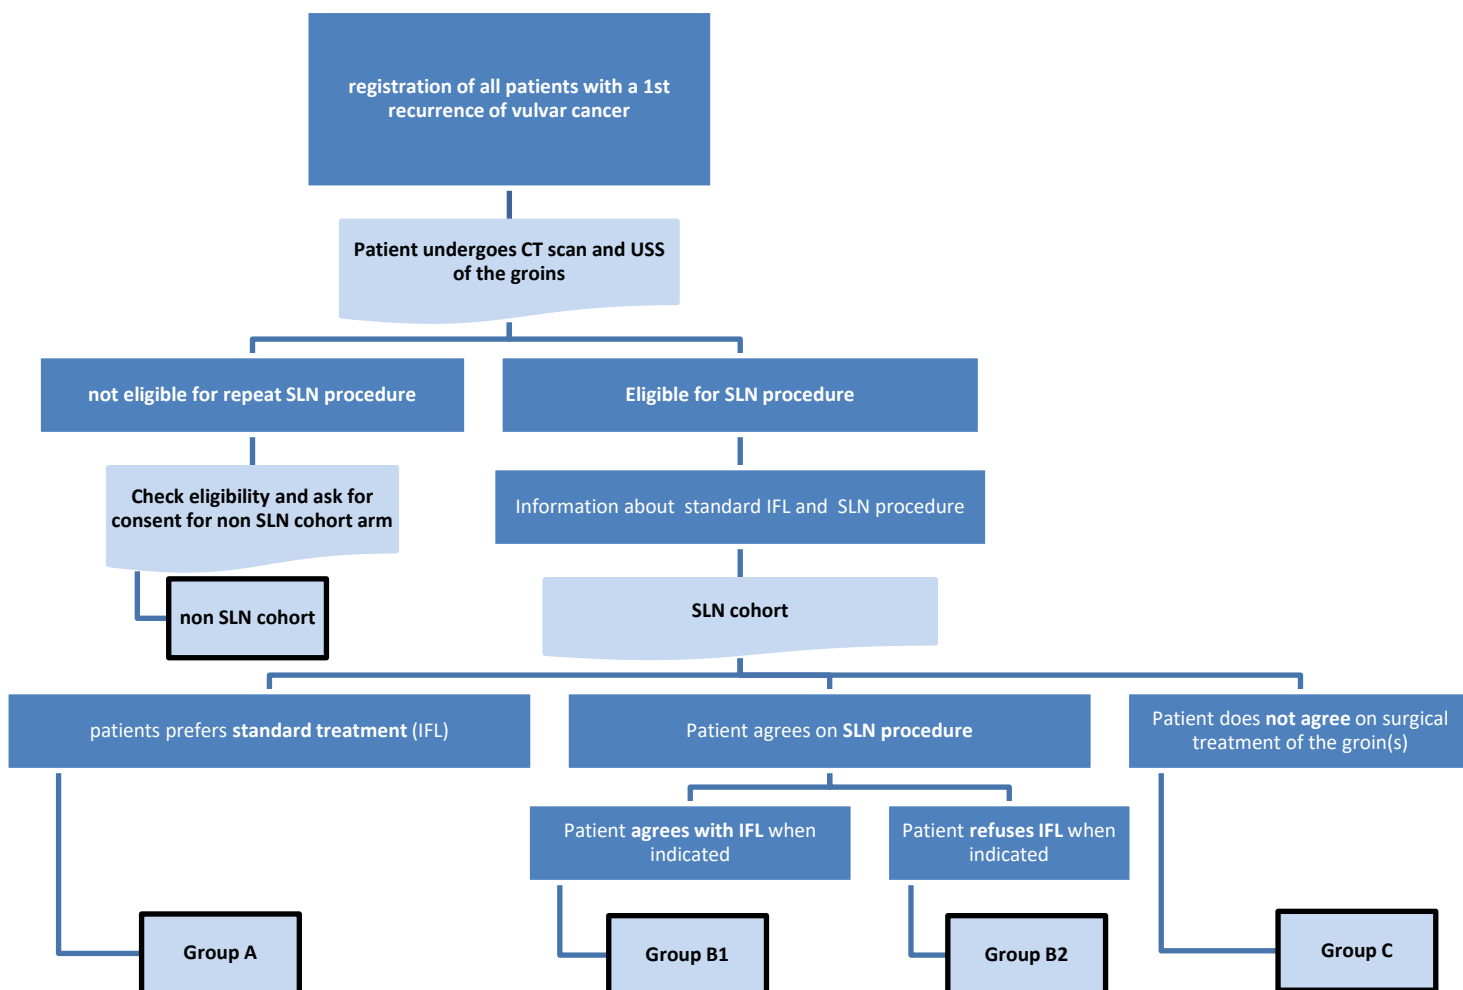 registration of all patients with a 1st
recurrence of vulvar cancer
Patient undergoes CT scan and USS
of the groins
not eligible for repeat SLN procedure
Eligible for SLN procedure
Check eligibility and ask for
consent for non SLN cohort arm
Information about standard IFL and SLN procedure
non SLN cohort
SLN cohort
patients prefers standard treatment (IFL)
Patient agrees on SLN procedure
Patient does not agree on surgical
treatment of the groin(s)
Patient agrees with IFL when
indicated
Patient refuses IFL when
indicated
Group A
Group B1
Group B2
Group C